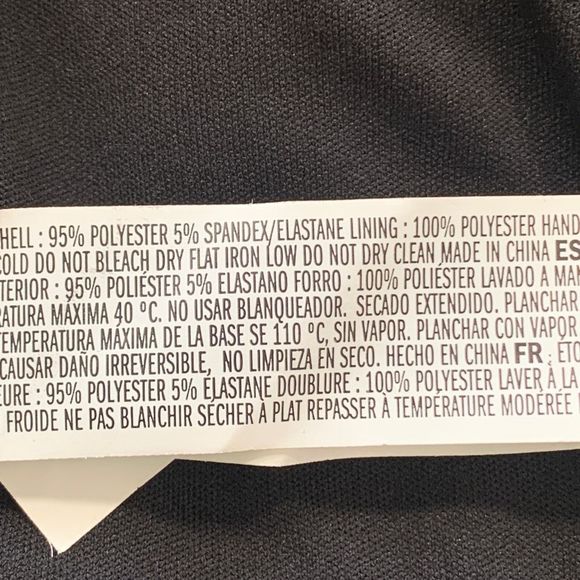 HELL : 95% POLYESTER 5% SPANDEX/ELASTANE LINING : 100% POLYESTER HAND
COLD DO NOT BLEACH DRY FLAT IRON LOW DO NOT DRY CLEAN MADE IN CHINA ES
TERIOR : 95% POLIÉSTER 5% ELASTANO FORRO : 100% POLIÉSTER LAVADO A MAN
RATURA MÁXIMA 40 ºC. NO USAR BLANQUEADOR. SECADO EXTENDIDO. PLANCHAR
TEMPERATURA MÁXIMA DE LA BASE SE 110 ºC, SIN VAPOR. PLANCHAR CON VAPOR
CAUSAR DAÑO IRREVERSIBLE, NO LIMPIEZA EN SECO. HECHO EN CHINA FR : ÉTO
EURE : 95% POLYESTER 5% ÉLASTANE DOUBLURE : 100% POLYESTER LAVER À LA
FROIDE NE PAS BLANCHIR SÉCHER À PLAT REPASSER À TEMPÉRATURE MODÉRÉE